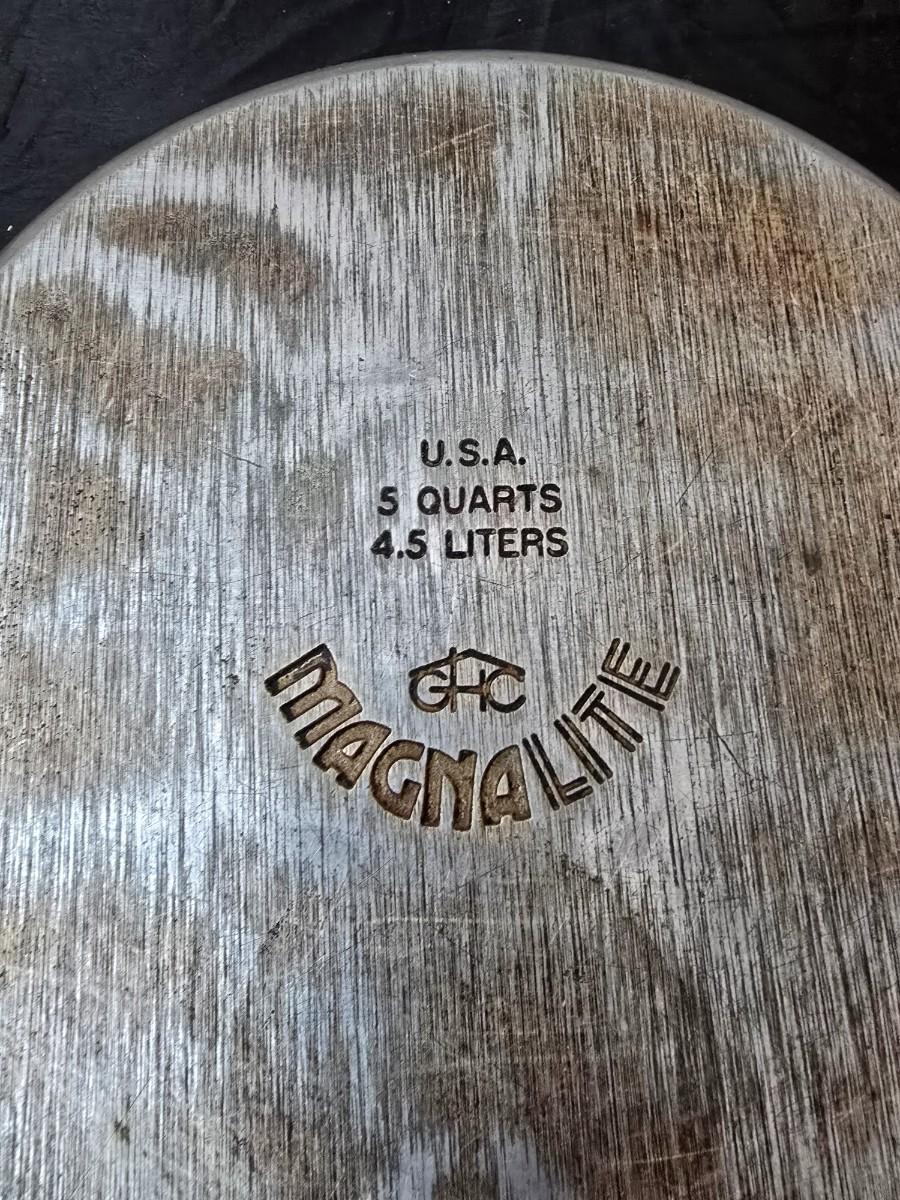 U.S.A.
5 QUARTS
4.5 LITERS
GHC
MAGNALITE